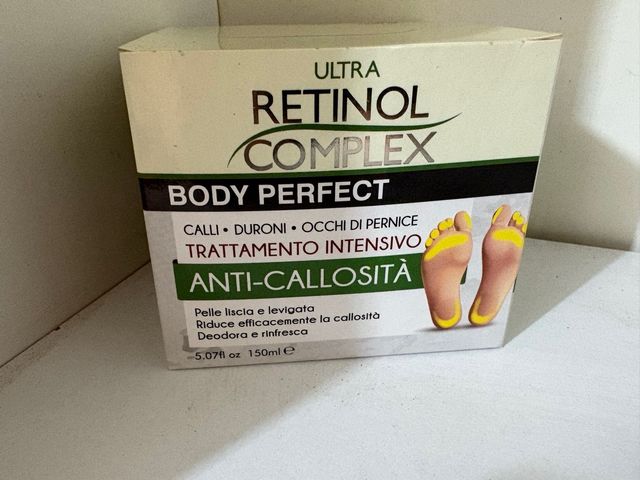 ULTRA
RETINOL
COMPLEX
BODY PERFECT
CALLI • DURONI • OCCHI DI PERNICE
TRATTAMENTO INTENSIVO
ANTI-CALLOSITÀ
Pelle liscia e levigata
Riduce efficacemente la callosità
Deodora e rinfresca
5.07fl oz 150ml ℮